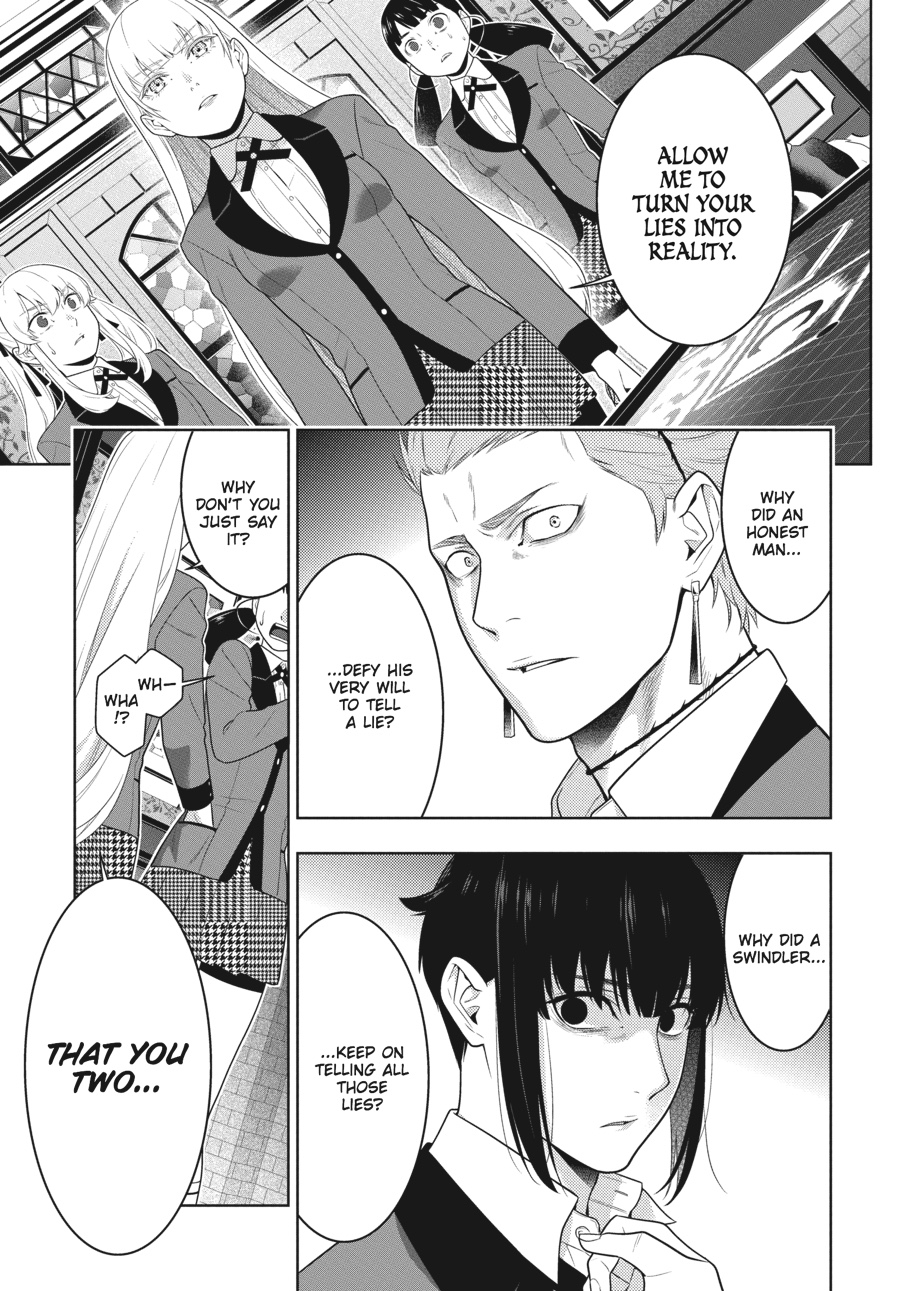 ALLOW
ME TO
TURN YOUR
LIES INTO
REALITY.
WHY
DID AN
HONEST
MAN...
...DEFY HIS
VERY WILL
TO TELL
A LIE?
WHY DID A
SWINDLER...
...KEEP ON
TELLING ALL
THOSE
LIES?
WHY
DON'T YOU
JUST SAY
IT?
WH—
WHA
!?
THAT YOU
TWO...